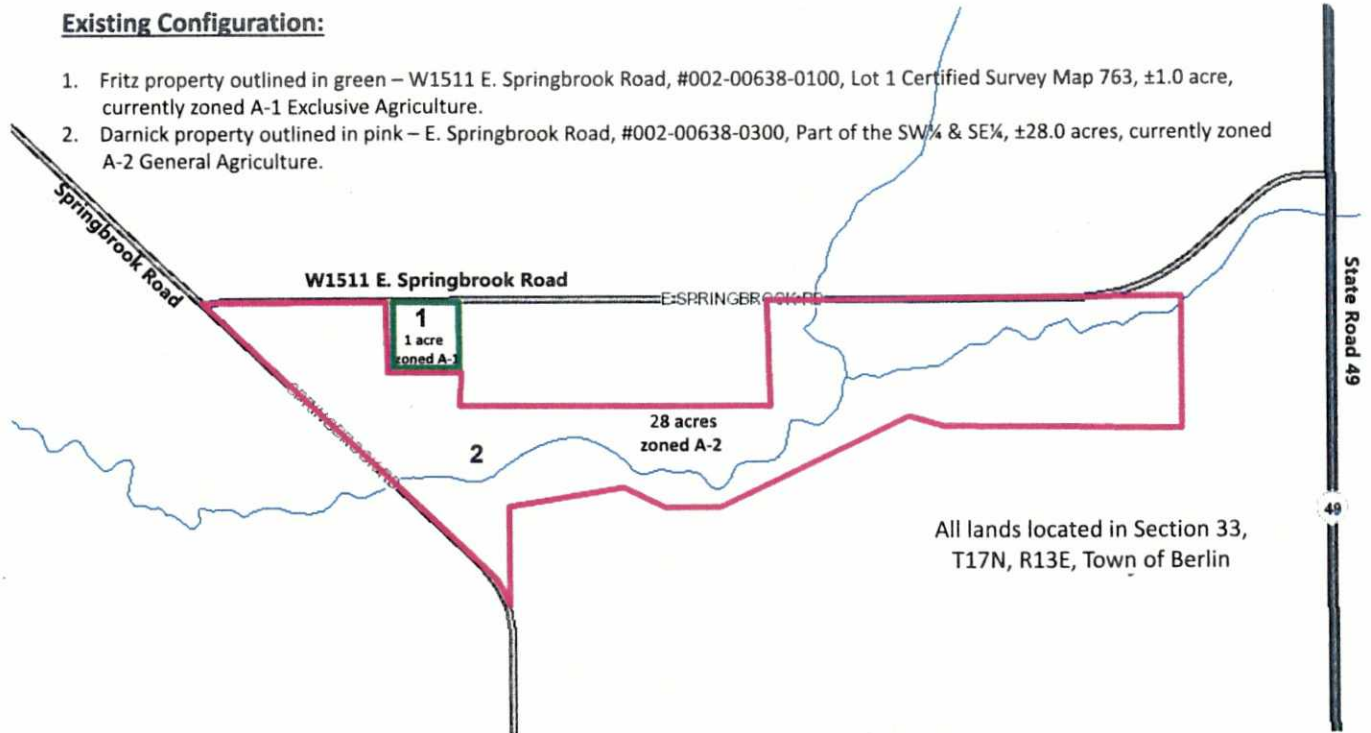 Existing Configuration:
1. Fritz property outlined in green – W1511 E. Springbrook Road, #002-00638-0100, Lot 1 Certified Survey Map 763, ±1.0 acre,
currently zoned A-1 Exclusive Agriculture.
2. Darnick property outlined in pink – E. Springbrook Road, #002-00638-0300, Part of the SW¼ & SE¼, ±28.0 acres, currently zoned
A-2 General Agriculture.
Springbrook Road
W1511 E. Springbrook Road
E SPRINGBROOK RD
1
1 acre
zoned A-1
State Road 49
SPRINGBROOK RD
28 acres
zoned A-2
2
49
All lands located in Section 33,
T17N, R13E, Town of Berlin